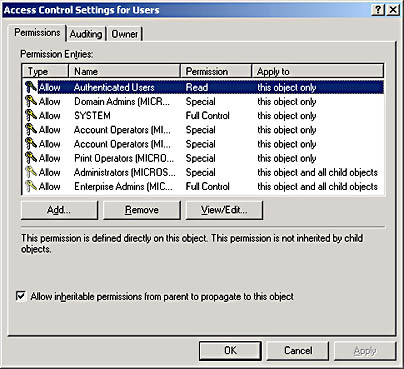 Access Control Settings for Users
Permissions Auditing Owner
Permission Entries:
Type Name Permission Apply to
Allow Authenticated Users Read this object only
Allow Domain Admins (MICR... Special this object only
Allow SYSTEM Full Control this object only
Allow Account Operators (MI... Special this object only
Allow Account Operators (MI... Special this object only
Allow Print Operators (MICRO... Special this object only
Allow Administrators (MICROS... Special this object and all child objects
Allow Enterprise Admins (MIC... Full Control this object and all child objects
Add... Remove View/Edit...
This permission is defined directly on this object. This permission is not inherited by child
objects.
Allow inheritable permissions from parent to propagate to this object
OK Cancel Apply